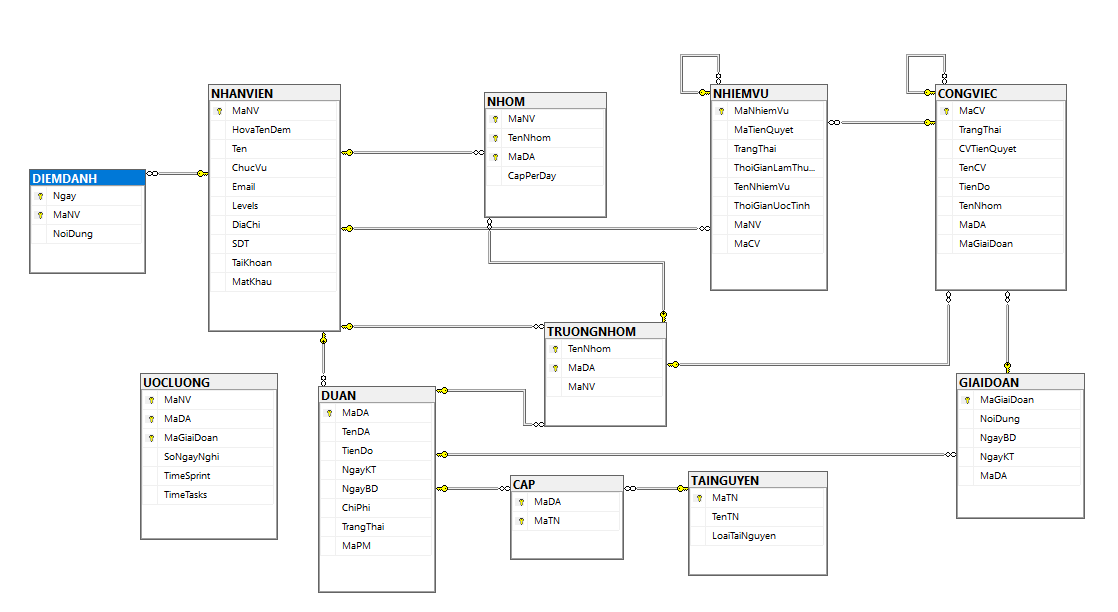 NHANVIEN
MaNV
HovaTenDem
Ten
ChucVu
Email
Levels
DiaChi
SDT
TaiKhoan
MatKhau
NHOM
MaNV
TenNhom
MaDA
CapPerDay
NHIEMVU
MaNhiemVu
MaTienQuyet
TrangThai
ThoiGianLamThu...
TenNhiemVu
ThoiGianUocTinh
MaNV
MaCV
CONGVIEC
MaCV
TrangThai
CVTienQuyet
TenCV
TienDo
TenNhom
MaDA
MaGiaiDoan
DIEMDANH
Ngay
MaNV
NoiDung
TRUONGNHOM
TenNhom
MaDA
MaNV
UOCLUONG
MaNV
MaDA
MaGiaiDoan
SoNgayNghi
TimeSprint
TimeTasks
DUAN
MaDA
TenDA
TienDo
NgayKT
NgayBD
ChiPhi
TrangThai
MaPM
GIAIDOAN
MaGiaiDoan
NoiDung
NgayBD
NgayKT
MaDA
CAP
MaDA
MaTN
TAINGUYEN
MaTN
TenTN
LoaiTaiNguyen